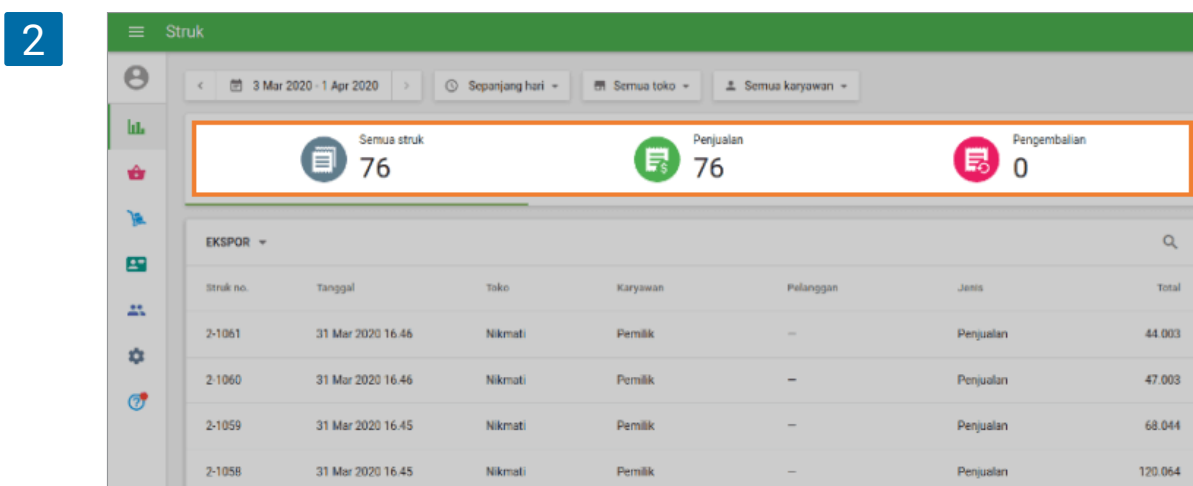 2
Struk
3 Mar 2020 - 1 Apr 2020 Sepanjang hari Semua toko Semua karyawan
Semua struk Penjualan Pengembalian
76 76 0
EKSPOR
Struk no. Tanggal Toko Karyawan Pelanggan Jenis Total
2-1061 31 Mar 2020 16.46 Nikmati Pemilik — Penjualan 44.003
2-1060 31 Mar 2020 16.46 Nikmati Pemilik — Penjualan 47.003
2-1059 31 Mar 2020 16.45 Nikmati Pemilik — Penjualan 68.044
2-1058 31 Mar 2020 16.45 Nikmati Pemilik — Penjualan 120.064